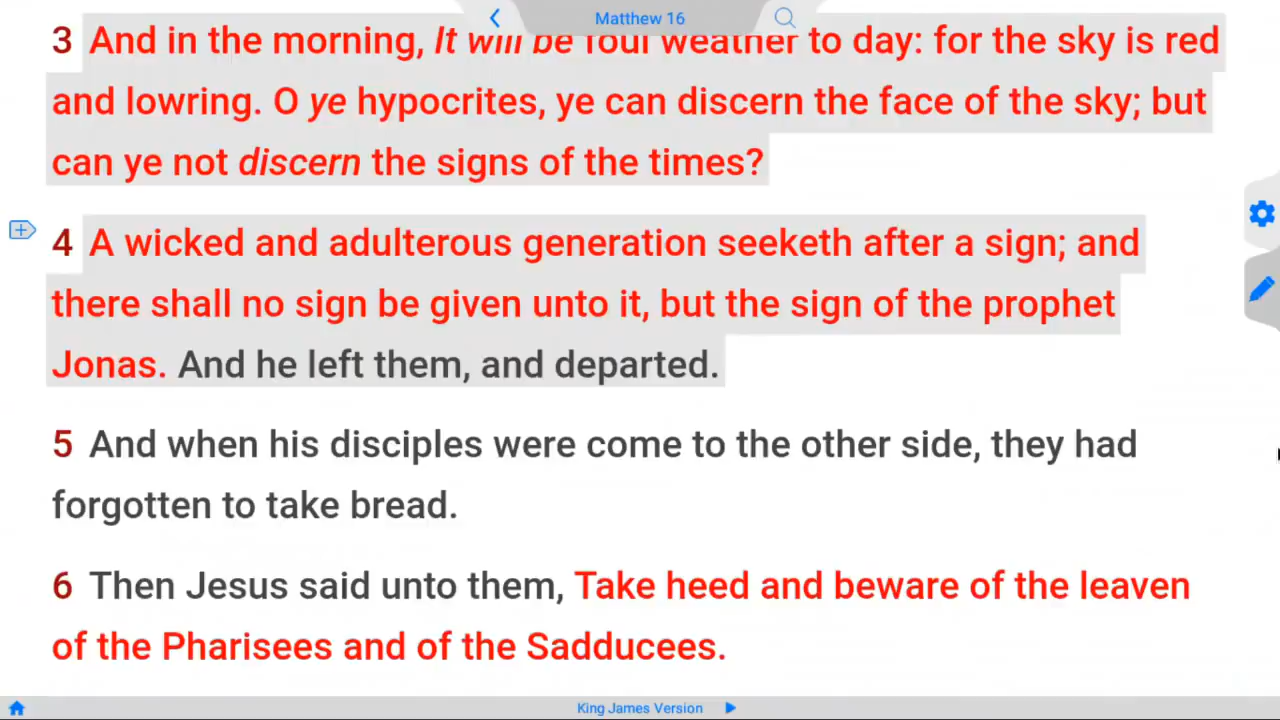 Matthew 16
3 And in the morning, It will be foul weather to day: for the sky is red
and lowring. O ye hypocrites, ye can discern the face of the sky; but
can ye not discern the signs of the times?
4 A wicked and adulterous generation seeketh after a sign; and
there shall no sign be given unto it, but the sign of the prophet
Jonas. And he left them, and departed.
5 And when his disciples were come to the other side, they had
forgotten to take bread.
6 Then Jesus said unto them, Take heed and beware of the leaven
of the Pharisees and of the Sadducees.
King James Version